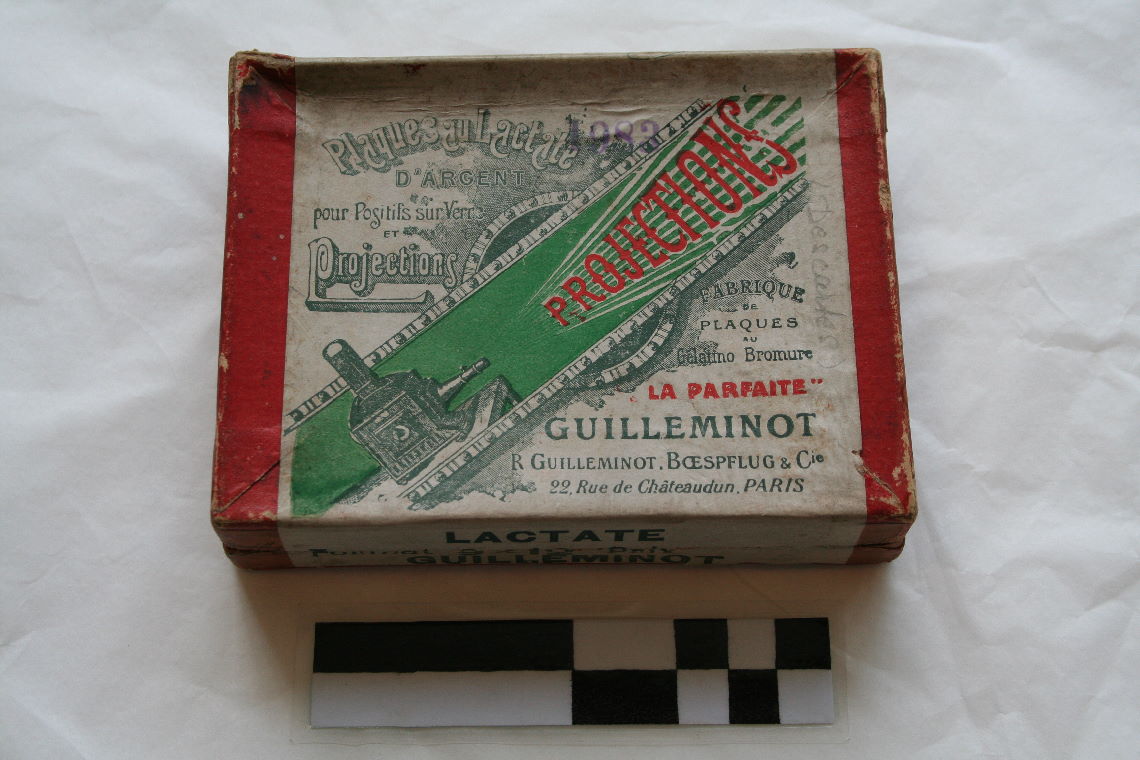 Plaques au Lactate
1983
D'ARGENT
pour Positifs sur Verre
ET
Projections
PROJECTIONS
FABRIQUE
DE
PLAQUES
AU
Gélatino Bromure
"LA PARFAITE"
GUILLEMINOT
R GUILLEMINOT, BŒSPFLUG & Cie
22, Rue de Châteaudun, PARIS
LACTATE
GUILLEMINOT